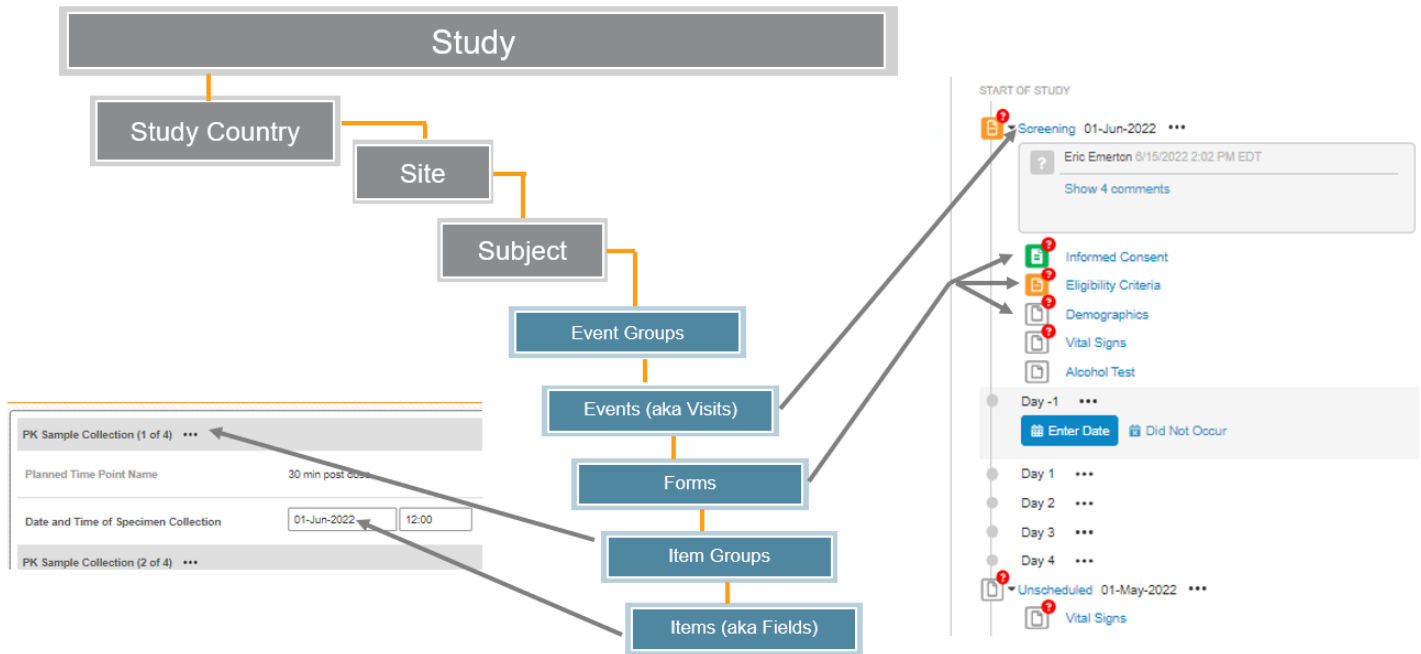 Study
Study Country
Site
Subject
Event Groups
Events (aka Visits)
Forms
Item Groups
Items (aka Fields)
PK Sample Collection (1 of 4) •••
Planned Time Point Name 30 min post dose
Date and Time of Specimen Collection 01-Jun-2022 12:00
PK Sample Collection (2 of 4) •••
START OF STUDY
? Screening 01-Jun-2022 •••
? Eric Emerton 6/15/2022 2:02 PM EDT
Show 4 comments
? Informed Consent
? Eligibility Criteria
? Demographics
? Vital Signs
Alcohol Test
Day -1 •••
Enter Date Did Not Occur
Day 1 •••
Day 2 •••
Day 3 •••
Day 4 •••
? Unscheduled 01-May-2022 •••
? Vital Signs